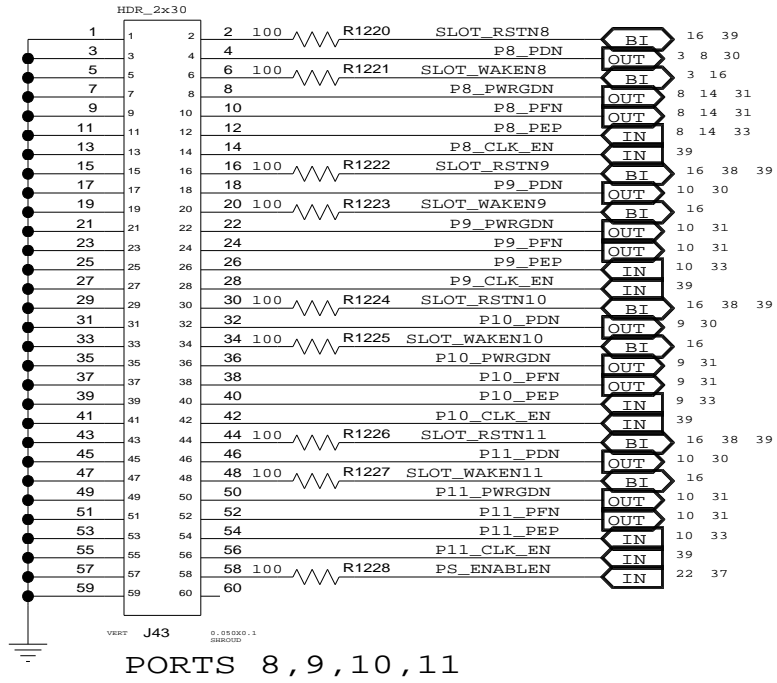 HDR_2x30
1 1 2 2 100 R1220 SLOT_RSTN8 BI 16 39
3 3 4 4 P8_PDN OUT 3 8 30
5 5 6 6 100 R1221 SLOT_WAKEN8 BI 3 16
7 7 8 8 P8_PWRGDN OUT 8 14 31
9 9 10 10 P8_PFN OUT 8 14 31
11 11 12 12 P8_PEP IN 8 14 33
13 13 14 14 P8_CLK_EN IN 39
15 15 16 16 100 R1222 SLOT_RSTN9 BI 16 38 39
17 17 18 18 P9_PDN OUT 10 30
19 19 20 20 100 R1223 SLOT_WAKEN9 BI 16
21 21 22 22 P9_PWRGDN OUT 10 31
23 23 24 24 P9_PFN OUT 10 31
25 25 26 26 P9_PEP IN 10 33
27 27 28 28 P9_CLK_EN IN 39
29 29 30 30 100 R1224 SLOT_RSTN10 BI 16 38 39
31 31 32 32 P10_PDN OUT 9 30
33 33 34 34 100 R1225 SLOT_WAKEN10 BI 16
35 35 36 36 P10_PWRGDN OUT 9 31
37 37 38 38 P10_PFN OUT 9 31
39 39 40 40 P10_PEP IN 9 33
41 41 42 42 P10_CLK_EN IN 39
43 43 44 44 100 R1226 SLOT_RSTN11 BI 16 38 39
45 45 46 46 P11_PDN OUT 10 30
47 47 48 48 100 R1227 SLOT_WAKEN11 BI 16
49 49 50 50 P11_PWRGDN OUT 10 31
51 51 52 52 P11_PFN OUT 10 31
53 53 54 54 P11_PEP IN 10 33
55 55 56 56 P11_CLK_EN IN 39
57 57 58 58 100 R1228 PS_ENABLEN IN 22 37
59 59 60 60
VERT J43 0.050X0.1
SHROUD
PORTS 8,9,10,11